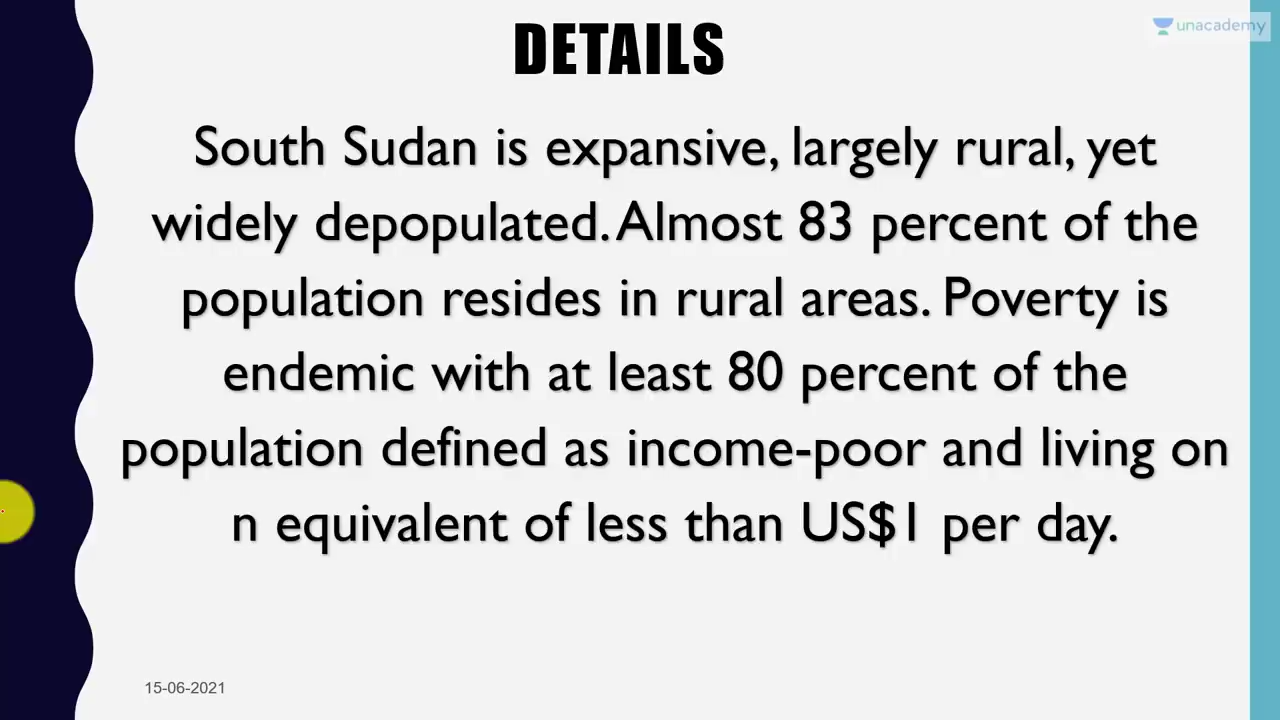 DETAILS
unacademy
South Sudan is expansive, largely rural, yet
widely depopulated. Almost 83 percent of the
population resides in rural areas. Poverty is
endemic with at least 80 percent of the
population defined as income-poor and living on
n equivalent of less than US$1 per day.
15-06-2021